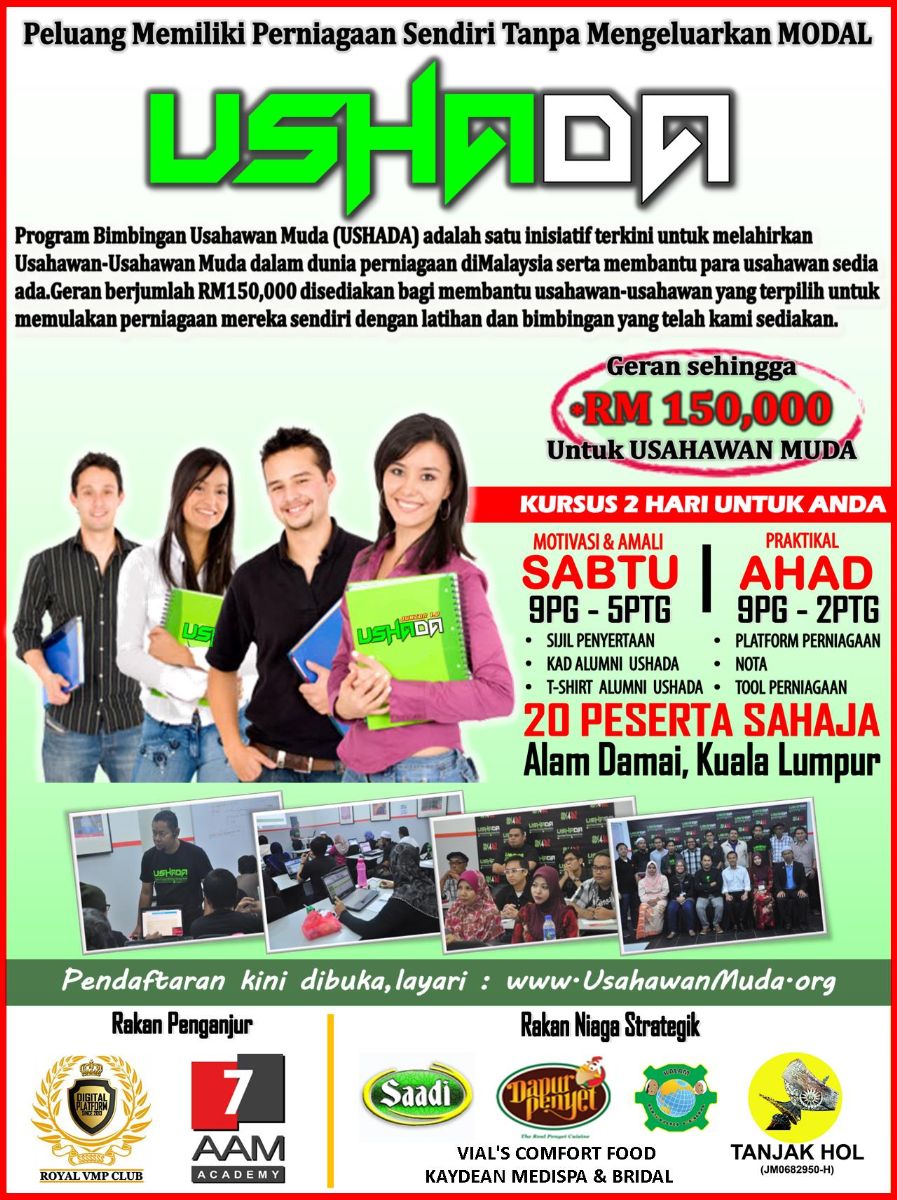 Peluang Memiliki Perniagaan Sendiri Tanpa Mengeluarkan MODAL
USHADA
Program Bimbingan Usahawan Muda (USHADA) adalah satu inisiatif terkini untuk melahirkan
Usahawan-Usahawan Muda dalam dunia perniagaan diMalaysia serta membantu para usahawan sedia
ada.Geran berjumlah RM150,000 disediakan bagi membantu usahawan-usahawan yang terpilih untuk
memulakan perniagaan mereka sendiri dengan latihan dan bimbingan yang telah kami sediakan.
Geran sehingga
*RM 150,000
Untuk USAHAWAN MUDA
KURSUS 2 HARI UNTUK ANDA
MOTIVASI & AMALI
SABTU
9PG - 5PTG
• SIJIL PENYERTAAN
• KAD ALUMNI USHADA
• T-SHIRT ALUMNI USHADA
PRAKTIKAL
AHAD
9PG - 2PTG
• PLATFORM PERNIAGAAN
• NOTA
• TOOL PERNIAGAAN
20 PESERTA SAHAJA
Alam Damai, Kuala Lumpur
USHADA
USHADA
USHADA
USHADA
Pendaftaran kini dibuka,layari : www.UsahawanMuda.org
Rakan Penganjur
DIGITAL
PLATFORM
SINCE 2013
ROYAL VMP CLUB
7
AAM
ACADEMY
Rakan Niaga Strategik
Saadi
Dapur
Penyet
The Real Penyet Cuisine
VIAL'S COMFORT FOOD
KAYDEAN MEDISPA & BRIDAL
TANJAK HOL
(JM0682950-H)